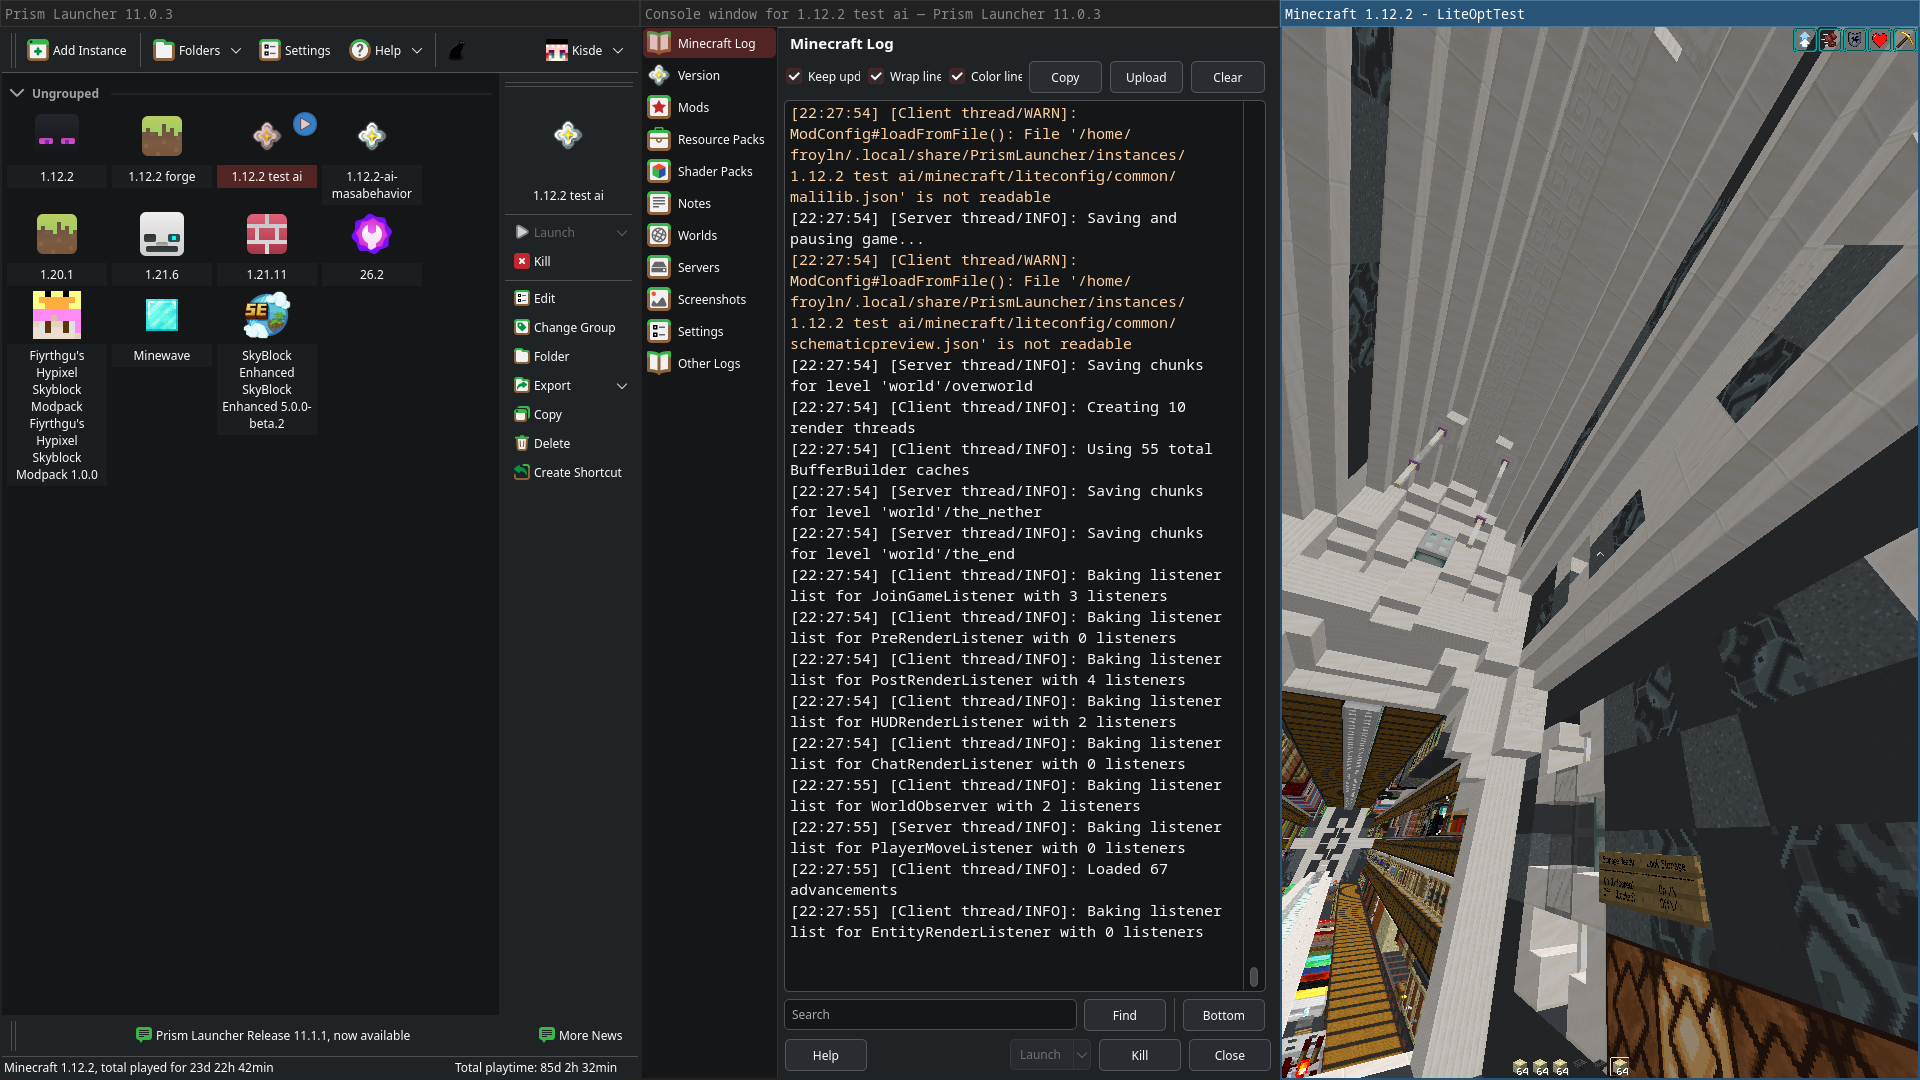 Prism Launcher 11.0.3
Add Instance
Folders
Settings
Help
Kisde
Ungrouped
1.12.2
1.12.2 forge
1.12.2 test ai
1.12.2-ai-
masabehavior
1.20.1
1.21.6
1.21.11
26.2
Fiyrthgu's
Hypixel
Skyblock
Modpack
Fiyrthgu's
Hypixel
Skyblock
Modpack 1.0.0
Minewave
SkyBlock
Enhanced
SkyBlock
Enhanced 5.0.0-
beta.2
1.12.2 test ai
Launch
Kill
Edit
Change Group
Folder
Export
Copy
Delete
Create Shortcut
Prism Launcher Release 11.1.1, now available
More News
Minecraft 1.12.2, total played for 23d 22h 42min
Total playtime: 85d 2h 32min
Console window for 1.12.2 test ai — Prism Launcher 11.0.3
Minecraft Log
Version
Mods
Resource Packs
Shader Packs
Notes
Worlds
Servers
Screenshots
Settings
Other Logs
Minecraft Log
Keep upd
Wrap line
Color line
Copy
Upload
Clear
[22:27:54] [Client thread/WARN]:
ModConfig#loadFromFile(): File '/home/
froyln/.local/share/PrismLauncher/instances/
1.12.2 test ai/minecraft/liteconfig/common/
malilib.json' is not readable
[22:27:54] [Server thread/INFO]: Saving and
pausing game...
[22:27:54] [Client thread/WARN]:
ModConfig#loadFromFile(): File '/home/
froyln/.local/share/PrismLauncher/instances/
1.12.2 test ai/minecraft/liteconfig/common/
schematicpreview.json' is not readable
[22:27:54] [Server thread/INFO]: Saving chunks
for level 'world'/overworld
[22:27:54] [Client thread/INFO]: Creating 10
render threads
[22:27:54] [Client thread/INFO]: Using 55 total
BufferBuilder caches
[22:27:54] [Server thread/INFO]: Saving chunks
for level 'world'/the_nether
[22:27:54] [Server thread/INFO]: Saving chunks
for level 'world'/the_end
[22:27:54] [Client thread/INFO]: Baking listener
list for JoinGameListener with 3 listeners
[22:27:54] [Client thread/INFO]: Baking listener
list for PreRenderListener with 0 listeners
[22:27:54] [Client thread/INFO]: Baking listener
list for PostRenderListener with 4 listeners
[22:27:54] [Client thread/INFO]: Baking listener
list for HUDRenderListener with 2 listeners
[22:27:54] [Client thread/INFO]: Baking listener
list for ChatRenderListener with 0 listeners
[22:27:55] [Client thread/INFO]: Baking listener
list for WorldObserver with 2 listeners
[22:27:55] [Server thread/INFO]: Baking listener
list for PlayerMoveListener with 0 listeners
[22:27:55] [Client thread/INFO]: Loaded 67
advancements
[22:27:55] [Client thread/INFO]: Baking listener
list for EntityRenderListener with 0 listeners
Search
Find
Bottom
Help
Launch
Kill
Close
Minecraft 1.12.2 - LiteOptTest
64
64
64
64